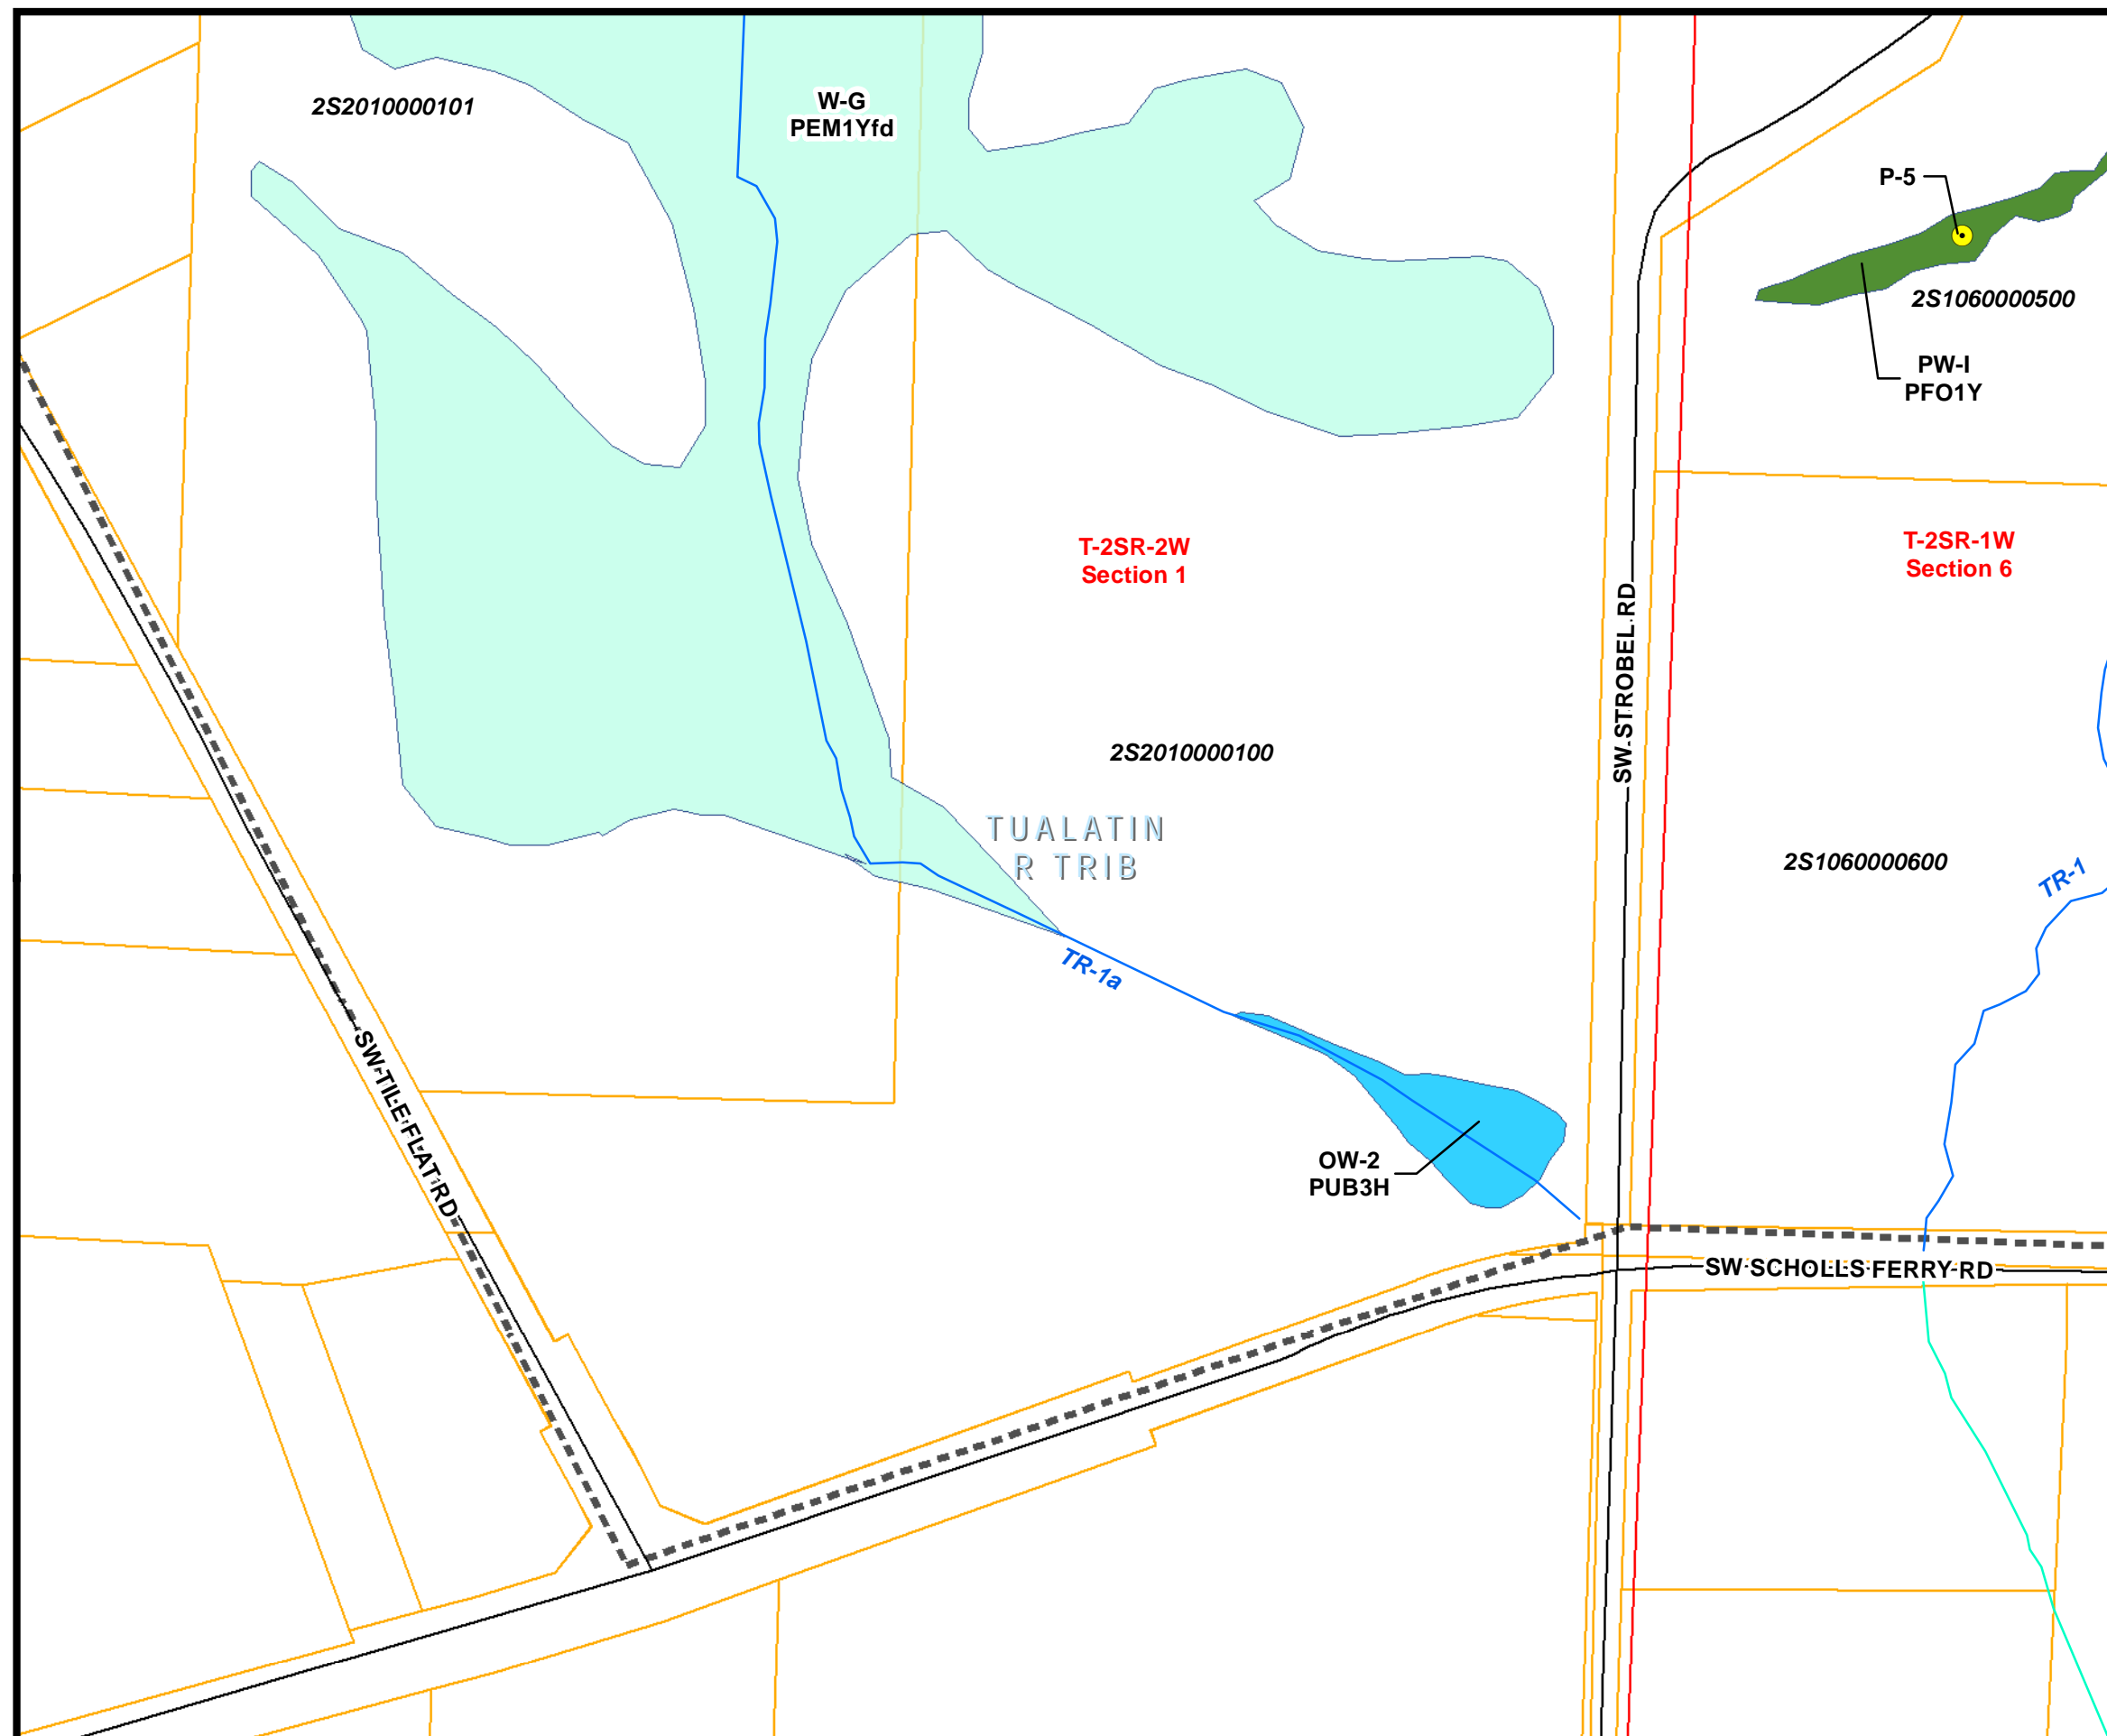 2S2010000101
W-G
PEM1Yfd
P-5
2S1060000500
PW-I
PFO1Y
T-2SR-2W
Section 1
T-2SR-1W
Section 6
SW STROBEL RD
2S2010000100
TUALATIN
R TRIB
2S1060000600
TR-1
TR-1a
SW TILE FLAT RD
OW-2
PUB3H
SW SCHOLLS FERRY RD